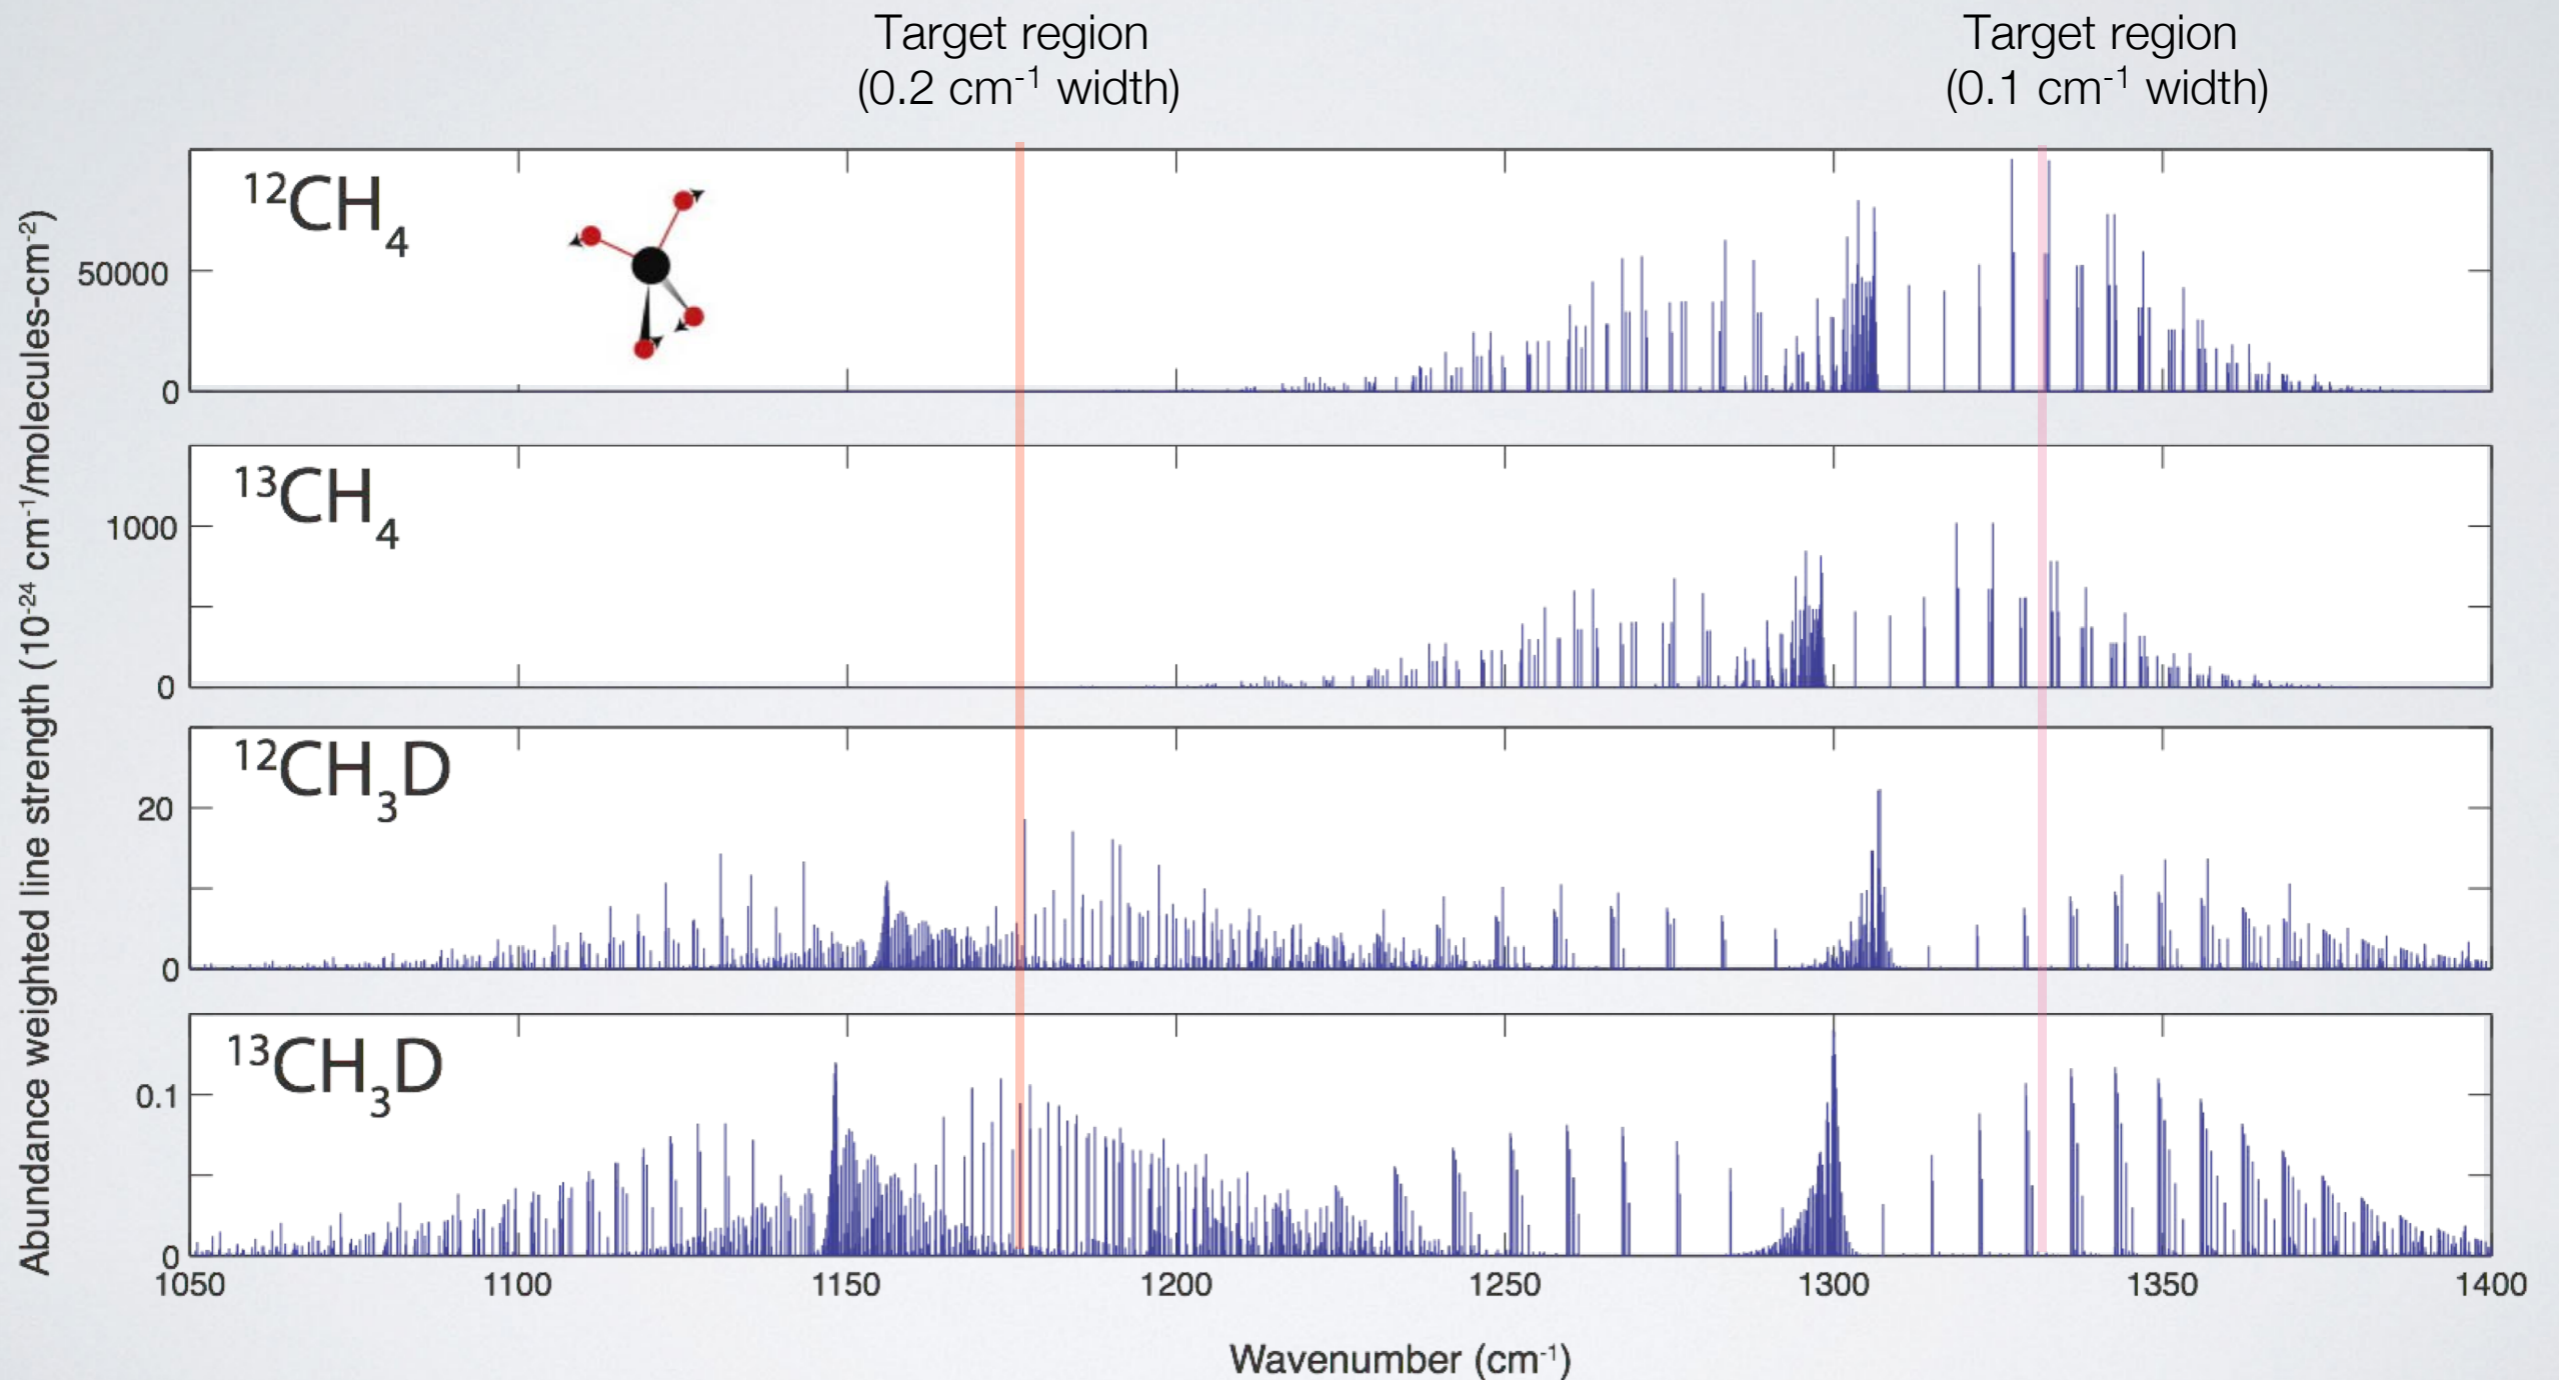 Target region
(0.2 cm⁻¹ width)
Target region
(0.1 cm⁻¹ width)
Abundance weighted line strength (10⁻²⁴ cm⁻¹/molecules-cm⁻²)
¹²CH₄
50000
0
¹³CH₄
1000
0
¹²CH₃D
20
0
¹³CH₃D
0.1
0
1050 1100 1150 1200 1250 1300 1350 1400
Wavenumber (cm⁻¹)